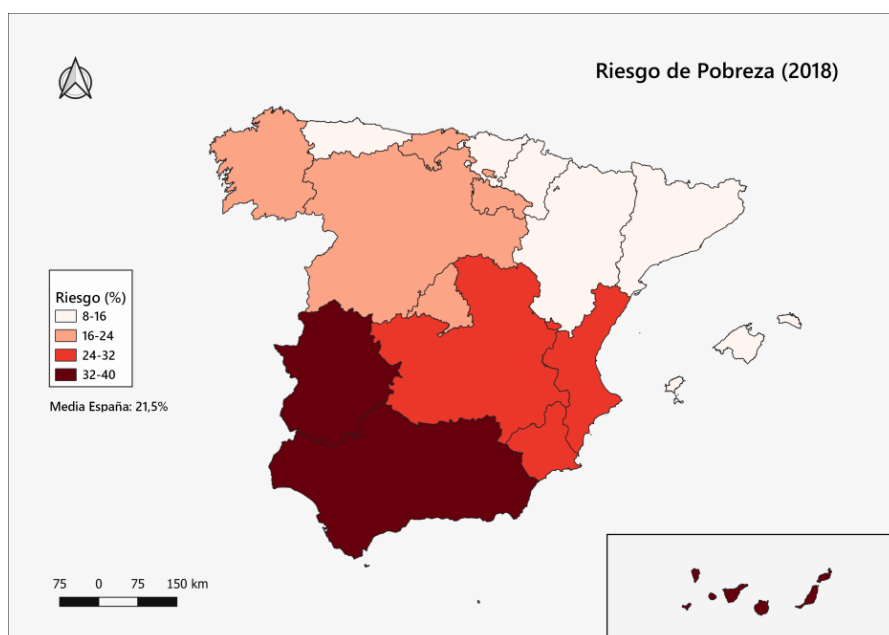 Riesgo de Pobreza (2018)
Riesgo (%)
8-16
16-24
24-32
32-40
Media España: 21,5%
75 0 75 150 km